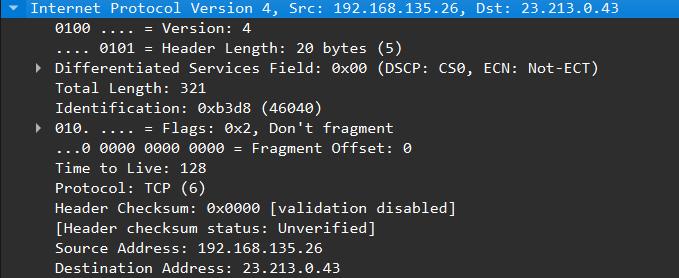 Internet Protocol Version 4, Src: 192.168.135.26, Dst: 23.213.0.43
0100 .... = Version: 4
.... 0101 = Header Length: 20 bytes (5)
Differentiated Services Field: 0x00 (DSCP: CS0, ECN: Not-ECT)
Total Length: 321
Identification: 0xb3d8 (46040)
010. .... = Flags: 0x2, Don't fragment
...0 0000 0000 0000 = Fragment Offset: 0
Time to Live: 128
Protocol: TCP (6)
Header Checksum: 0x0000 [validation disabled]
[Header checksum status: Unverified]
Source Address: 192.168.135.26
Destination Address: 23.213.0.43